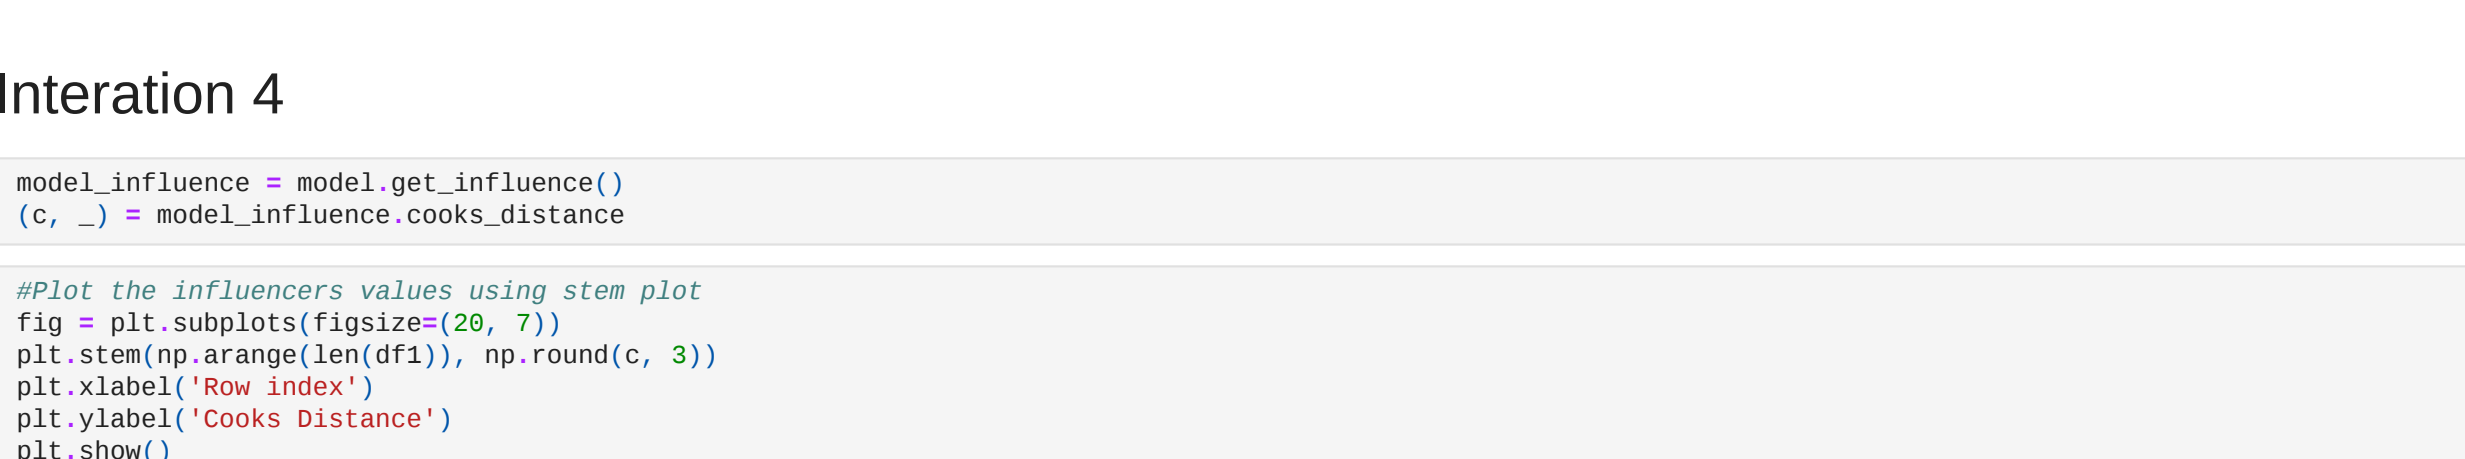 Interation 4
model_influence = model.get_influence()
(c, _) = model_influence.cooks_distance
#Plot the influencers values using stem plot
fig = plt.subplots(figsize=(20, 7))
plt.stem(np.arange(len(df1)), np.round(c, 3))
plt.xlabel('Row index')
plt.ylabel('Cooks Distance')
plt.show()